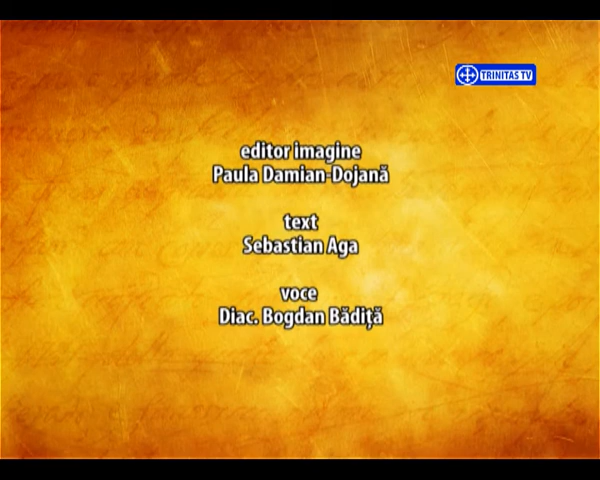 TRINITAS TV
editor imagine
Paula Damian-Dojană
text
Sebastian Aga
voce
Diac. Bogdan Bădiță